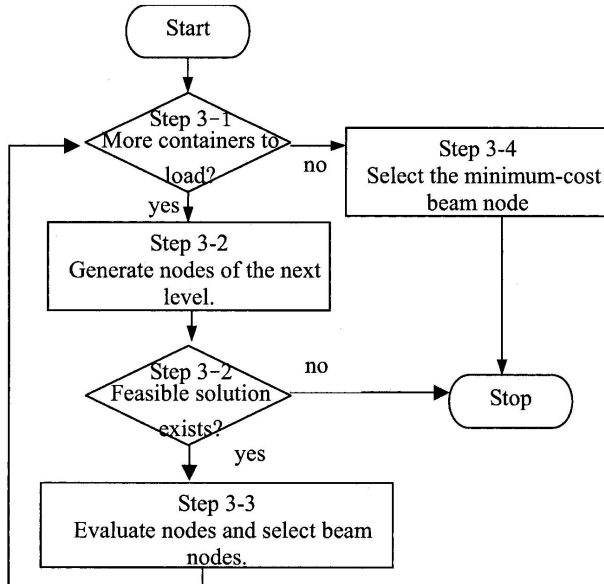 Start
Step 3-1
More containers to
load?
no
yes
Step 3-4
Select the minimum-cost
beam node
Step 3-2
Generate nodes of the next
level.
Step 3-2
Feasible solution
exists?
no
yes
Stop
Step 3-3
Evaluate nodes and select beam
nodes.